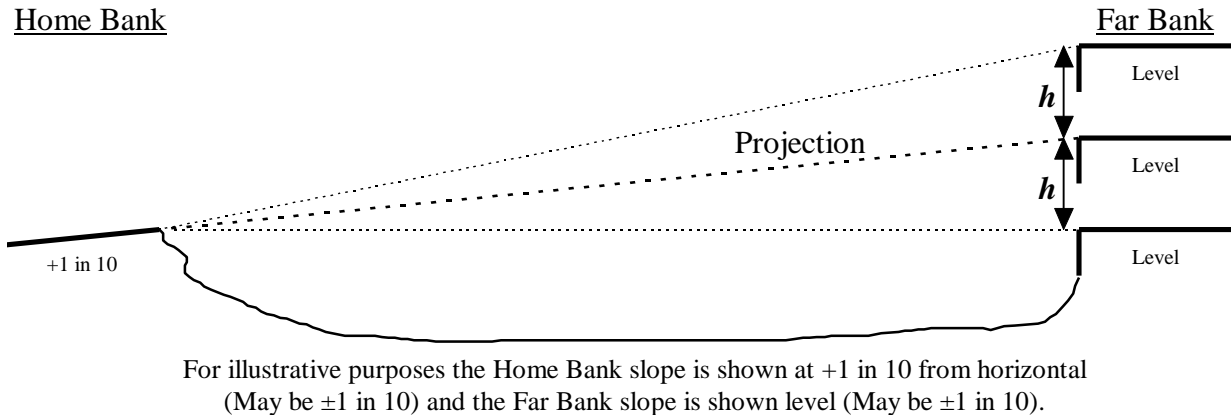 Home Bank
Far Bank
Level
h
Projection
Level
h
+1 in 10
Level
For illustrative purposes the Home Bank slope is shown at +1 in 10 from horizontal
(May be ±1 in 10) and the Far Bank slope is shown level (May be ±1 in 10).